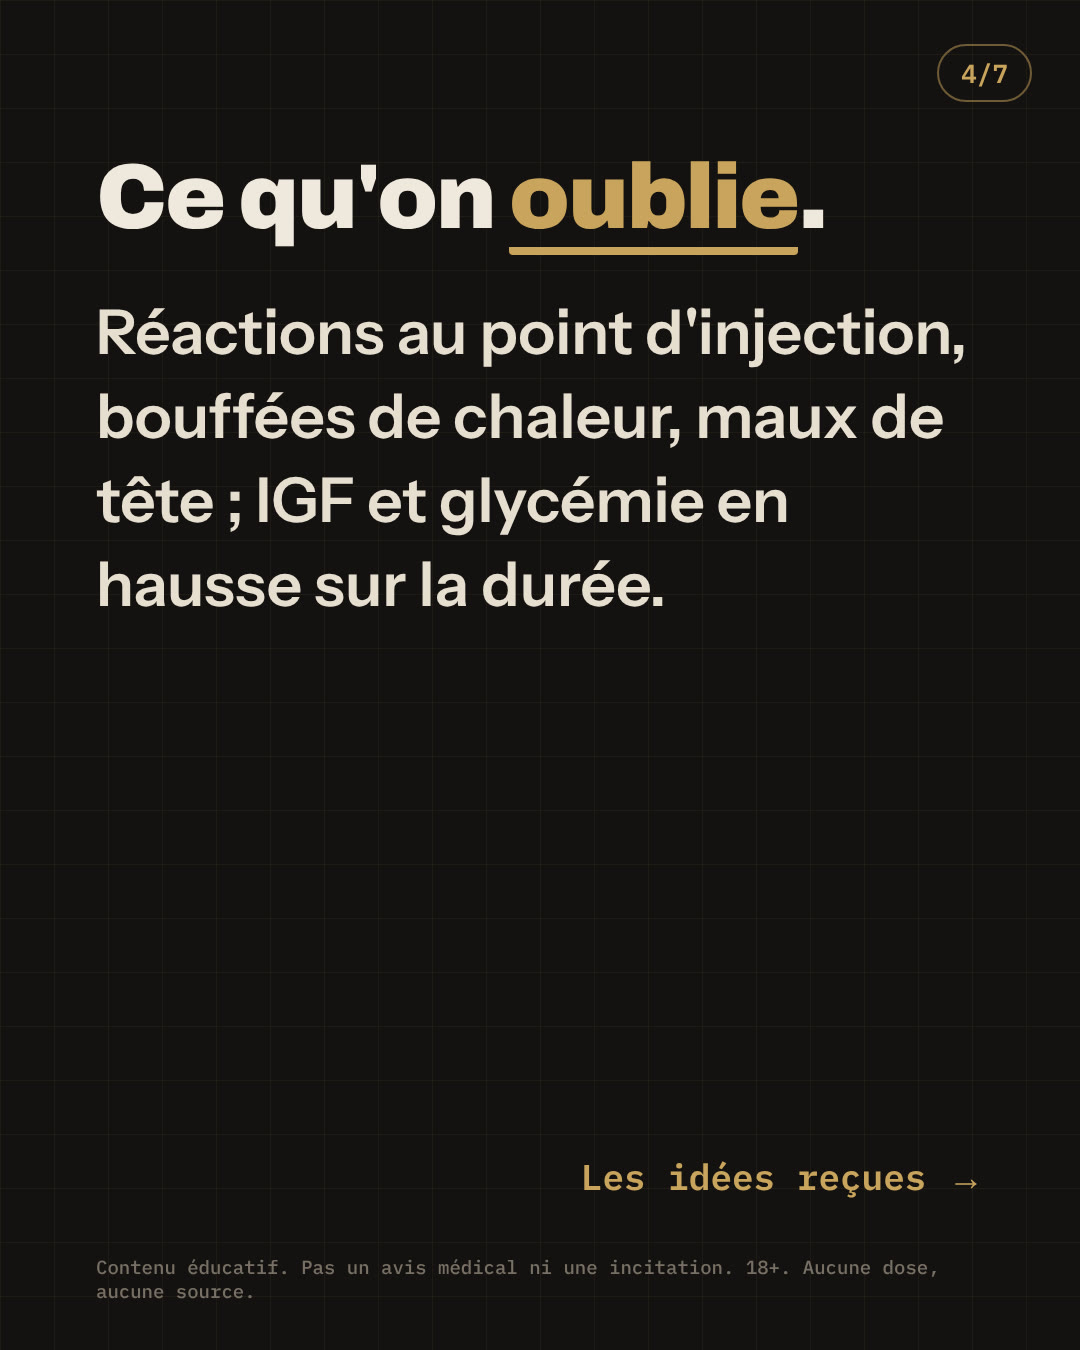 4/7
Ce qu'on oublie.
Réactions au point d'injection,
bouffées de chaleur, maux de
tête ; IGF et glycémie en
hausse sur la durée.
Les idées reçues →
Contenu éducatif. Pas un avis médical ni une incitation. 18+. Aucune dose,
aucune source.